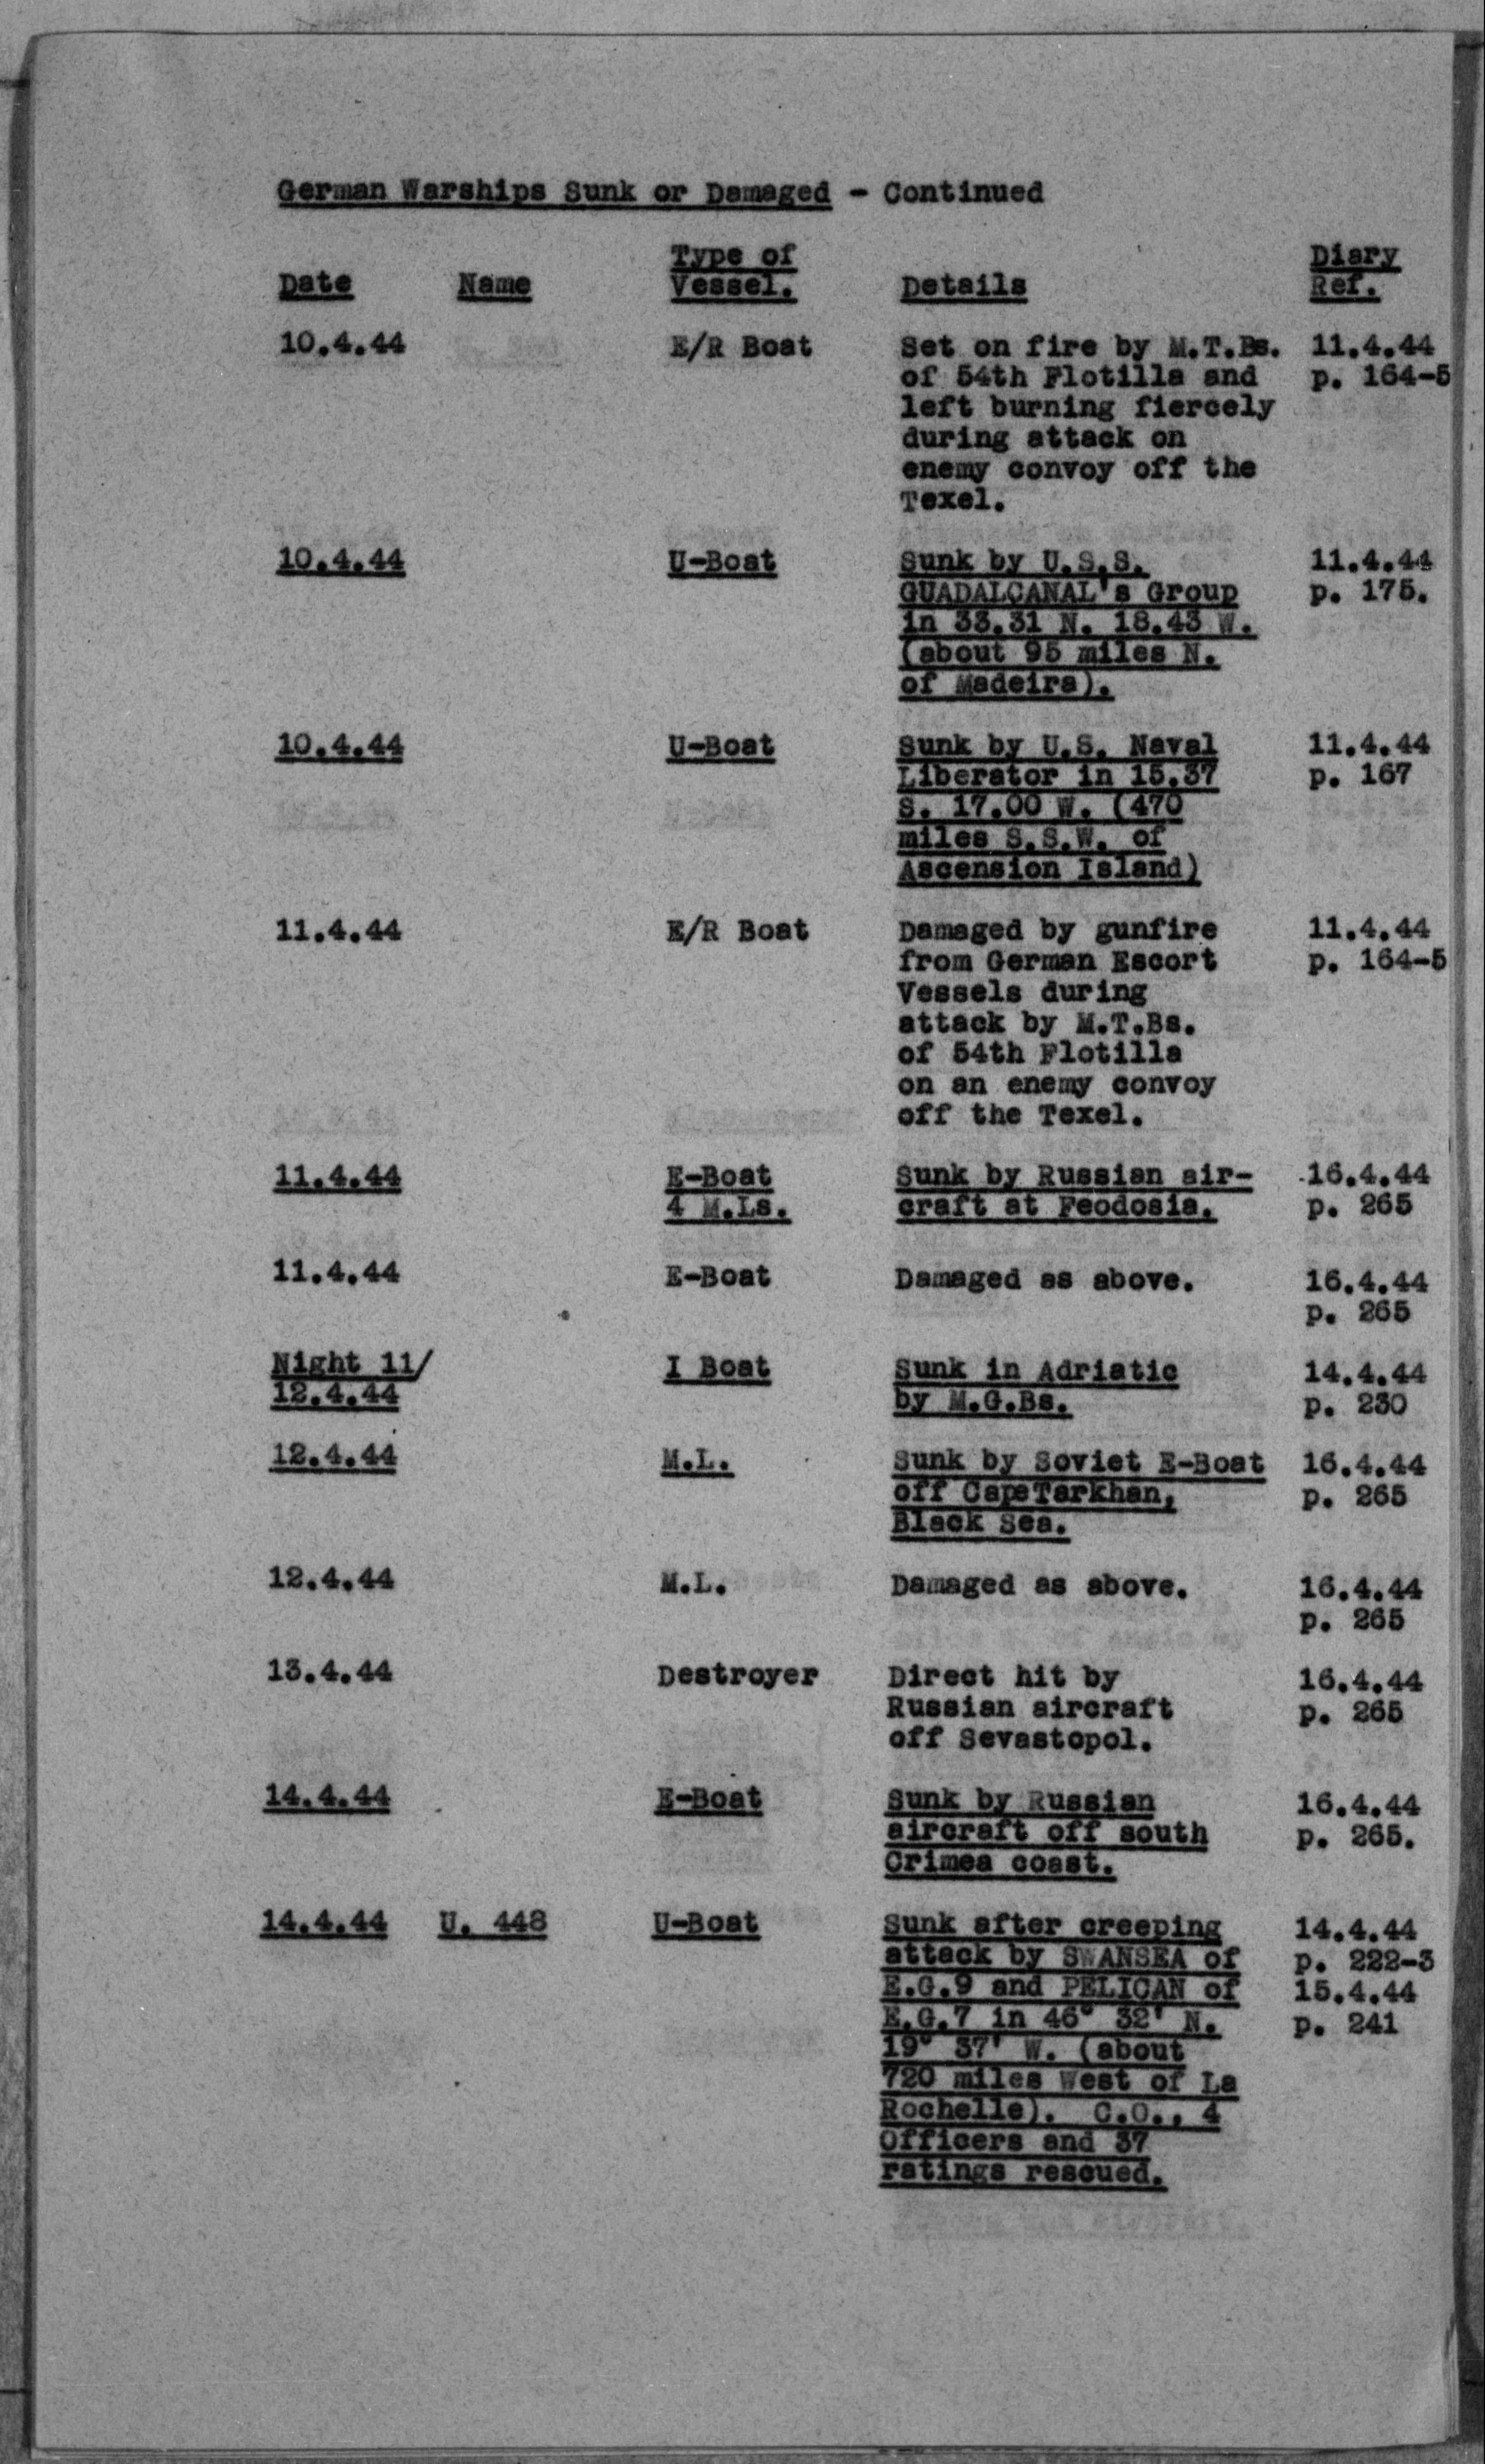 German Warships Sunk or Damaged - Continued
Date Name Type of Vessel. Details Diary Ref.
10.4.44 E/R Boat Set on fire by M.T.Bs. 11.4.44
of 54th Flotilla and p. 164-5
left burning fiercely
during attack on
enemy convoy off the
Texel.
10.4.44 U-Boat Sunk by U.S.S. 11.4.44
GUADALCANAL's Group p. 175.
in 33.31 N. 18.43 W.
(about 95 miles N.
of Madeira).
10.4.44 U-Boat Sunk by U.S. Naval 11.4.44
Liberator in 15.37 p. 167
S. 17.00 W. (470
miles S.S.W. of
Ascension Island)
11.4.44 E/R Boat Damaged by gunfire 11.4.44
from German Escort p. 164-5
Vessels during
attack by M.T.Bs.
of 54th Flotilla
on an enemy convoy
off the Texel.
11.4.44 E-Boat Sunk by Russian air- 16.4.44
4 M.Ls. craft at Feodosia. p. 265
11.4.44 E-Boat Damaged as above. 16.4.44
p. 265
Night 11/ I Boat Sunk in Adriatic 14.4.44
12.4.44 by M.G.Bs. p. 230
12.4.44 M.L. Sunk by Soviet E-Boat 16.4.44
off CapeTarkhan, p. 265
Black Sea.
12.4.44 M.L. Damaged as above. 16.4.44
p. 265
13.4.44 Destroyer Direct hit by 16.4.44
Russian aircraft p. 265
off Sevastopol.
14.4.44 E-Boat Sunk by Russian 16.4.44
aircraft off south p. 265.
Crimea coast.
14.4.44 U. 448 U-Boat Sunk after creeping 14.4.44
attack by SWANSEA of p. 222-3
E.G.9 and PELICAN of 15.4.44
E.G.7 in 46° 32' N. p. 241
19° 37' W. (about
720 miles West of La
Rochelle). C.O., 4
Officers and 37
ratings rescued.